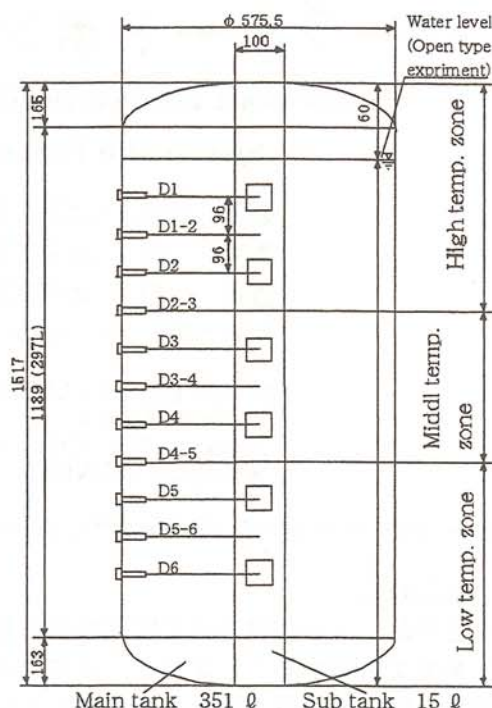 ϕ 575.5
100
Water level
(Open type
expriment)
165
60
D1
96
D1-2
96
D2
D2-3
D3
D3-4
D4
D4-5
D5
D5-6
D6
1517
1189 (297L)
163
High temp. zone
Middl temp.
zone
Low temp. zone
Main tank 351 ℓ
Sub tank 15 ℓ